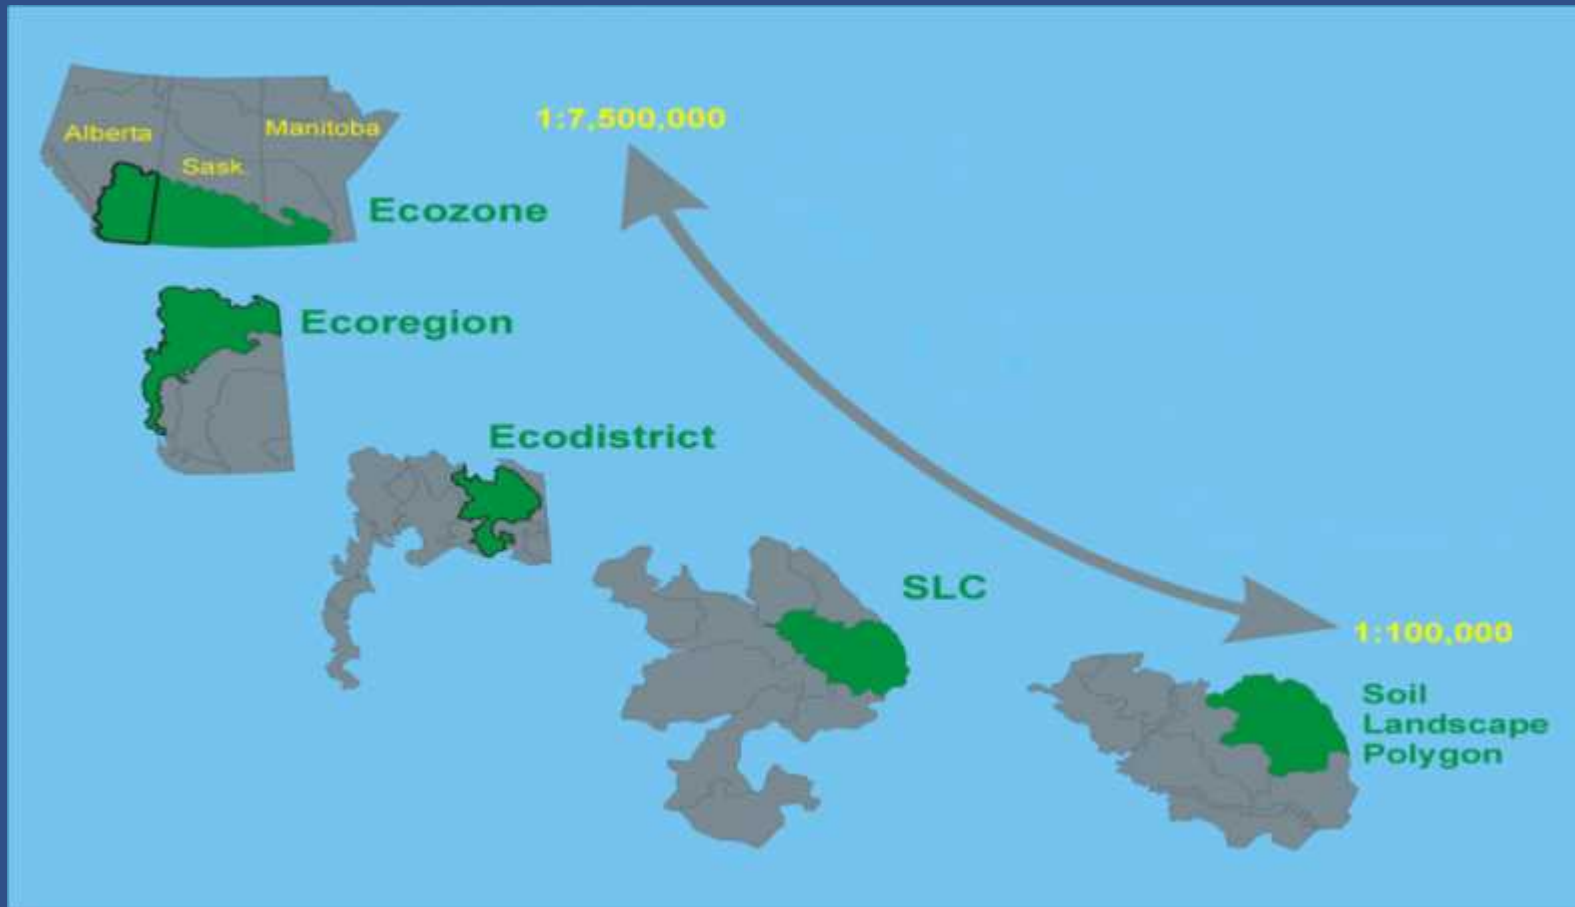 1:7,500,000
Alberta
Manitoba
Sask
Ecozone
Ecoregion
Ecodistrict
SLC
1:100,000
Soil
Landscape
Polygon